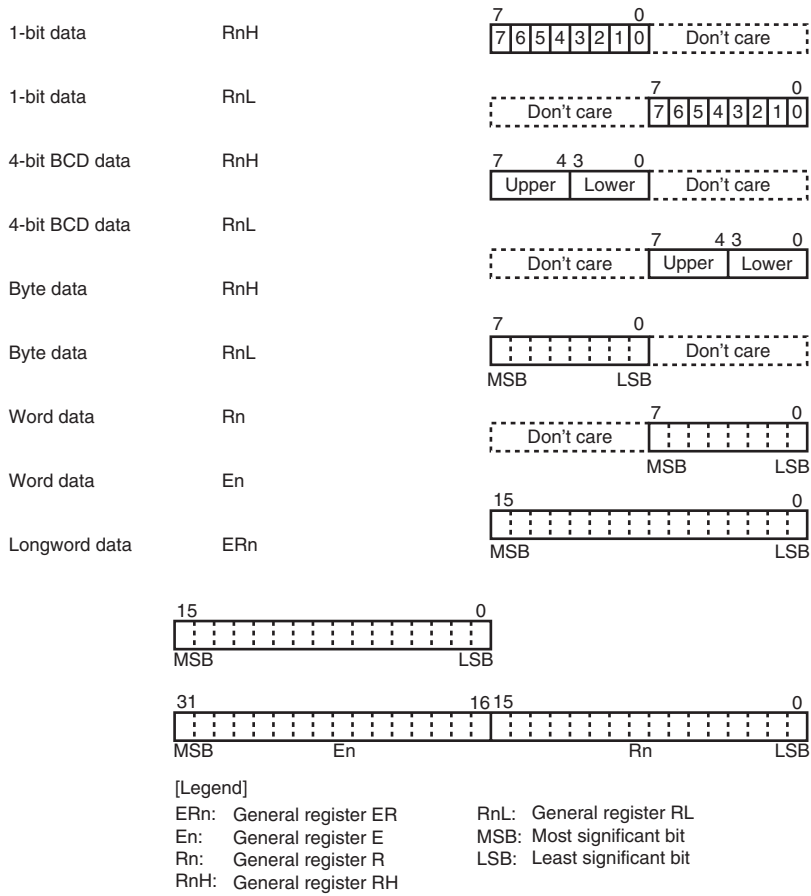 7 0
1-bit data RnH 7 6 5 4 3 2 1 0 Don't care
7 0
1-bit data RnL Don't care 7 6 5 4 3 2 1 0
4-bit BCD data RnH 7 4 3 0
Upper Lower Don't care
4-bit BCD data RnL
7 4 3 0
Don't care Upper Lower
Byte data RnH
7 0
Byte data RnL Don't care
MSB LSB
Word data Rn 7 0
Don't care
MSB LSB
Word data En
15 0
Longword data ERn MSB LSB
15 0
MSB LSB
31 16 15 0
MSB En Rn LSB
[Legend]
ERn: General register ER RnL: General register RL
En: General register E MSB: Most significant bit
Rn: General register R LSB: Least significant bit
RnH: General register RH